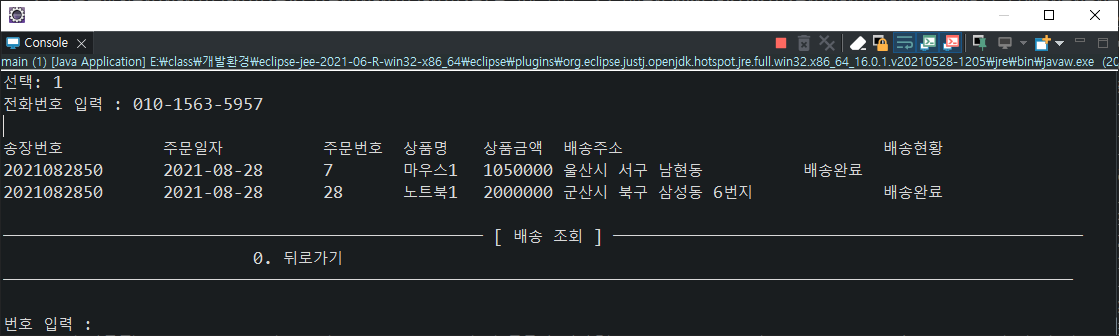 Console
main (1) [Java Application] E:₩class₩개발환경₩eclipse-jee-2021-06-R-win32-x86_64₩eclipse₩plugins₩org.eclipse.justj.openjdk.hotspot.jre.full.win32.x86_64_16.0.1.v20210528-1205₩jre₩bin₩javaw.exe (20
선택: 1
전화번호 입력 : 010-1563-5957
송장번호 주문일자 주문번호 상품명 상품금액 배송주소 배송현황
2021082850 2021-08-28 7 마우스1 1050000 울산시 서구 남현동 배송완료
2021082850 2021-08-28 28 노트북1 2000000 군산시 북구 삼성동 6번지 배송완료
[ 배송 조회 ]
0. 뒤로가기
번호 입력 :